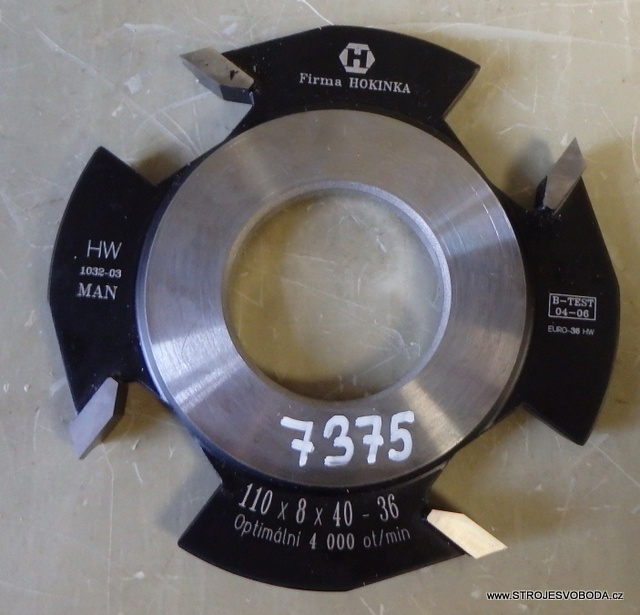 H
Firma HOKINKA
HW
1032-03
MAN
B-TEST
04-06
EURO-36 HW
7375
110 x 8 x 40 - 36
Optimální 4 000 ot/min
www.STROJESVOBODA.cz